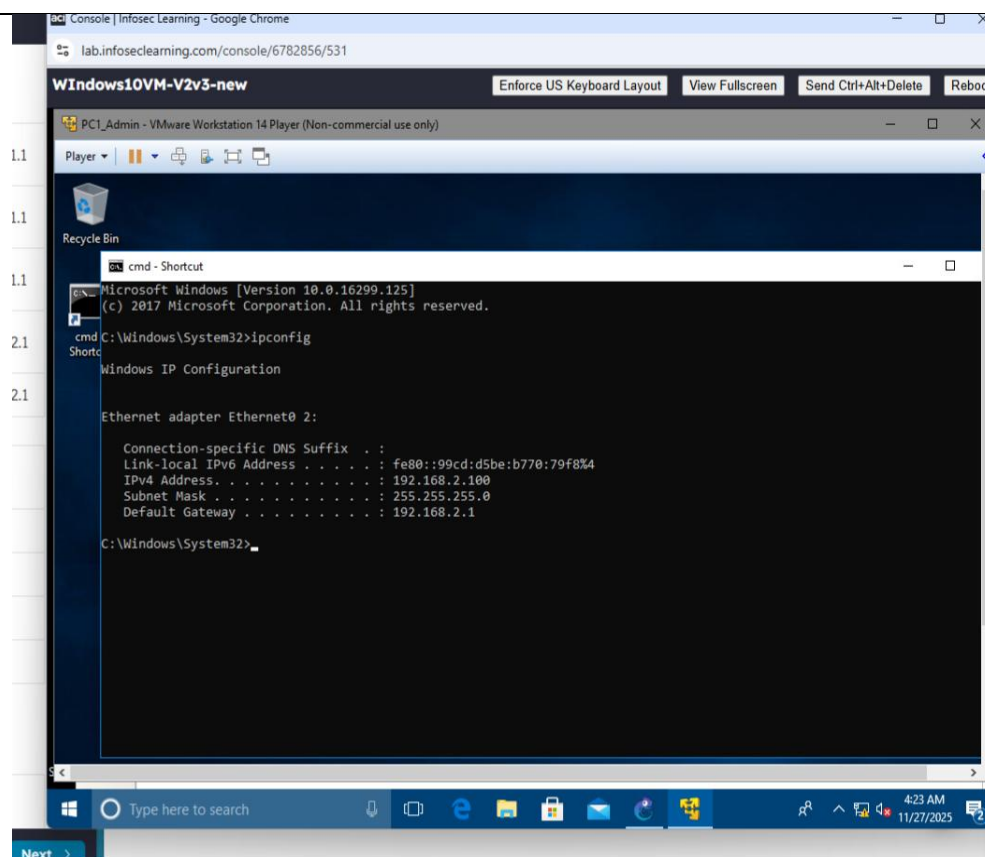 Console | Infosec Learning - Google Chrome
lab.infoseclearning.com/console/6782856/531
WIndows10VM-V2v3-new Enforce US Keyboard Layout View Fullscreen Send Ctrl+Alt+Delete Reboo
PC1_Admin - VMware Workstation 14 Player (Non-commercial use only)
Player
1.1
1.1
1.1
2.1
2.1
Recycle Bin
cmd - Shortcut
cmd
Shortc
Microsoft Windows [Version 10.0.16299.125]
(c) 2017 Microsoft Corporation. All rights reserved.
C:\Windows\System32>ipconfig
Windows IP Configuration
Ethernet adapter Ethernet0 2:
Connection-specific DNS Suffix . :
Link-local IPv6 Address . . . . . : fe80::99cd:d5be:b770:79f8%4
IPv4 Address. . . . . . . . . . . : 192.168.2.100
Subnet Mask . . . . . . . . . . . : 255.255.255.0
Default Gateway . . . . . . . . . : 192.168.2.1
C:\Windows\System32>
Type here to search
4:23 AM
11/27/2025
2
Next >